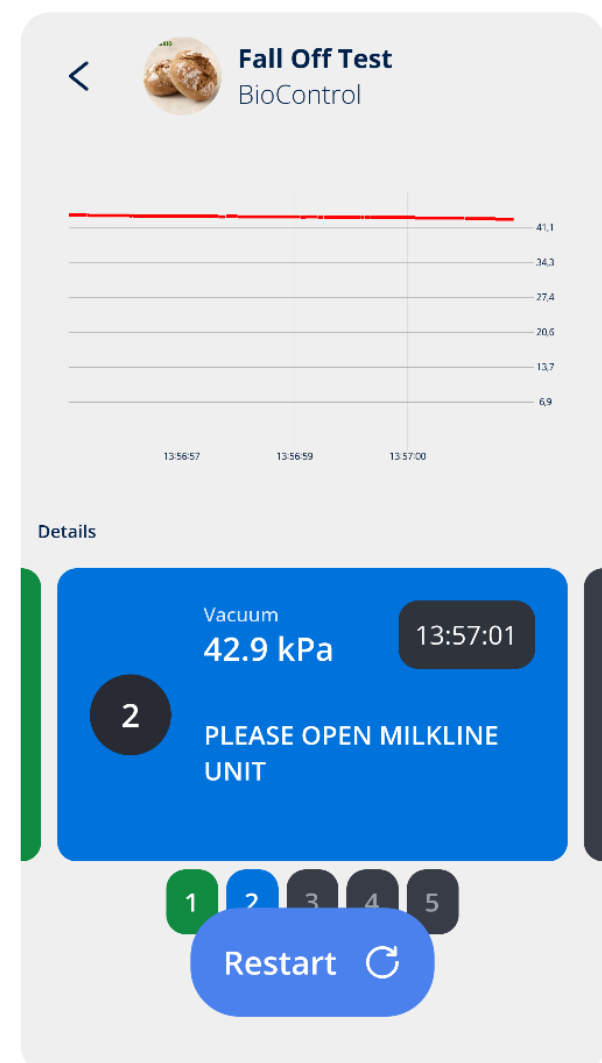 Fall Off Test
BioControl
41,1
34,3
27,4
20,6
13,7
6,9
13:56:57 13:56:59 13:57:00
Details
Vacuum
42.9 kPa
13:57:01
2
PLEASE OPEN MILKLINE
UNIT
1 2 3 4 5
Restart